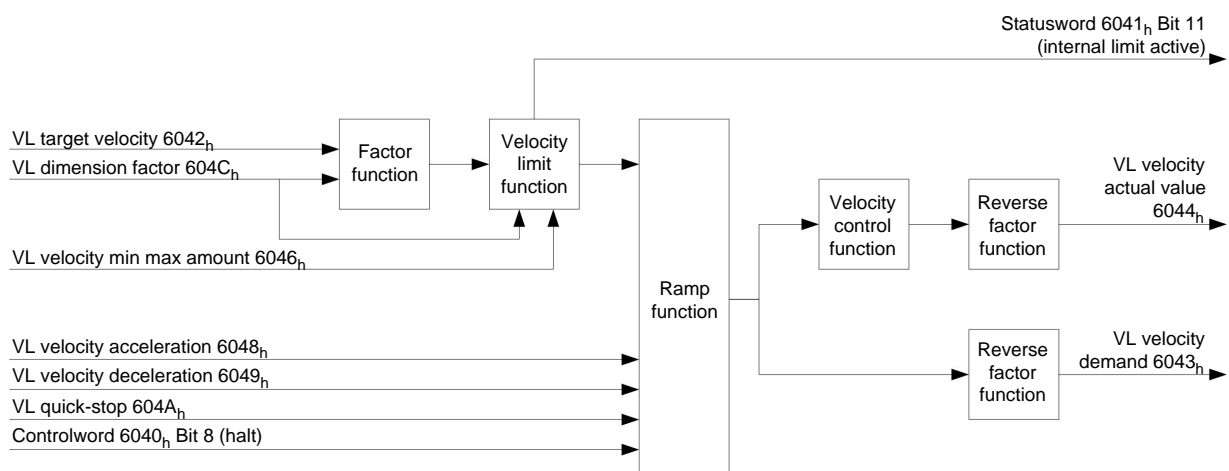 Statusword 6041h Bit 11
(internal limit active)
VL target velocity 6042h
VL dimension factor 604Ch
Factor
function
Velocity
limit
function
VL velocity min max amount 6046h
Velocity
control
function
Reverse
factor
function
VL velocity
actual value
6044h
Ramp
function
VL velocity acceleration 6048h
VL velocity deceleration 6049h
VL quick-stop 604Ah
Controlword 6040h Bit 8 (halt)
Reverse
factor
function
VL velocity
demand 6043h